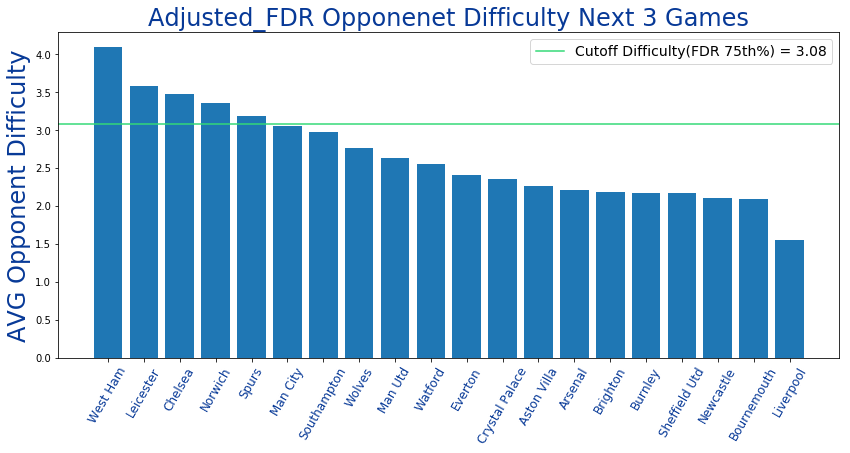 Adjusted_FDR Opponenet Difficulty Next 3 Games
Cutoff Difficulty(FDR 75th%) = 3.08
AVG Opponent Difficulty
4.0
3.5
3.0
2.5
2.0
1.5
1.0
0.5
0.0
West Ham
Leicester
Chelsea
Norwich
Spurs
Man City
Southampton
Wolves
Man Utd
Watford
Everton
Crystal Palace
Aston Villa
Arsenal
Brighton
Burnley
Sheffield Utd
Newcastle
Bournemouth
Liverpool